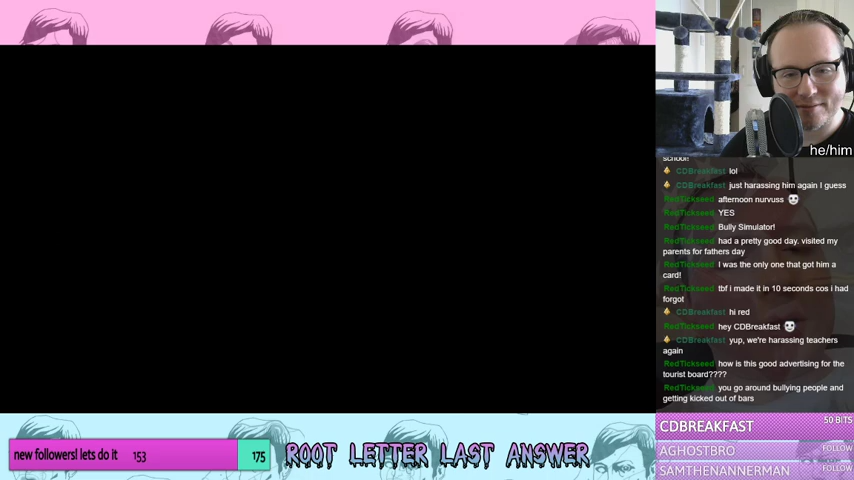 he/him
school!
CDBreakfast lol
CDBreakfast just harassing him again I guess
RedTickseed afternoon nurvuss
RedTickseed YES
RedTickseed Bully Simulator!
RedTickseed had a pretty good day. visited my
parents for fathers day
RedTickseed I was the only one that got him a
card!
RedTickseed tbf i made it in 10 seconds cos i had
forgot
CDBreakfast hi red
RedTickseed hey CDBreakfast
CDBreakfast yup, we're harassing teachers
again
RedTickseed how is this good advertising for the
tourist board????
RedTickseed you go around bullying people and
getting kicked out of bars
CDBREAKFAST 50 BITS
AGHOSTBRO FOLLOW
SAMTHENANNERMAN FOLLOW
new followers! lets do it 153 175
ROOT LETTER LAST ANSWER